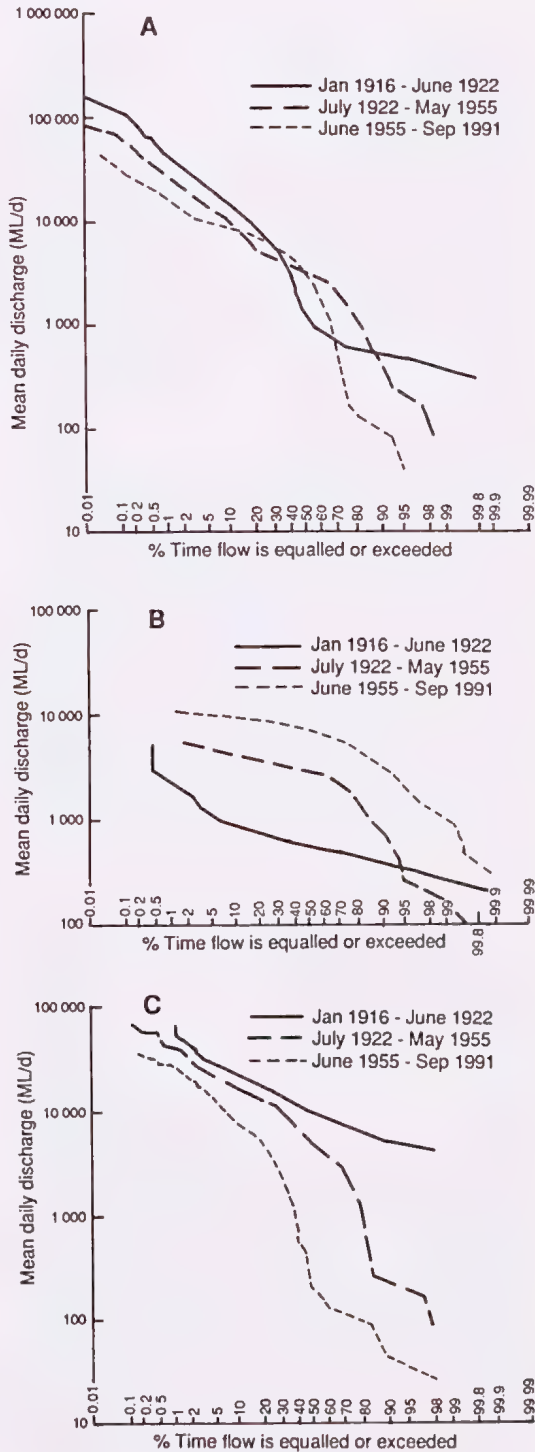 A
1 000 000
100 000
10 000
1 000
100
10
Mean daily discharge (ML/d)
Jan 1916 - June 1922
July 1922 - May 1955
June 1955 - Sep 1991
0.01 0.1 0.2 0.5 1 2 5 10 20 30 40 50 60 70 80 90 95 98 99 99.8 99.9 99.99
% Time flow is equalled or exceeded
B
100 000
10 000
1 000
100
Mean daily discharge (ML/d)
Jan 1916 - June 1922
July 1922 - May 1955
June 1955 - Sep 1991
0.01 0.1 0.2 0.5 1 2 5 10 20 30 40 50 60 70 80 90 95 98 99 99.8 99.9 99.99
% Time flow is equalled or exceeded
C
100 000
10 000
1 000
100
10
Mean daily discharge (ML/d)
Jan 1916 - June 1922
July 1922 - May 1955
June 1955 - Sep 1991
0.01 0.1 0.2 0.5 1 2 5 10 20 30 40 50 60 70 80 90 95 98 99 99.8 99.9 99.99
% Time flow is equalled or exceeded